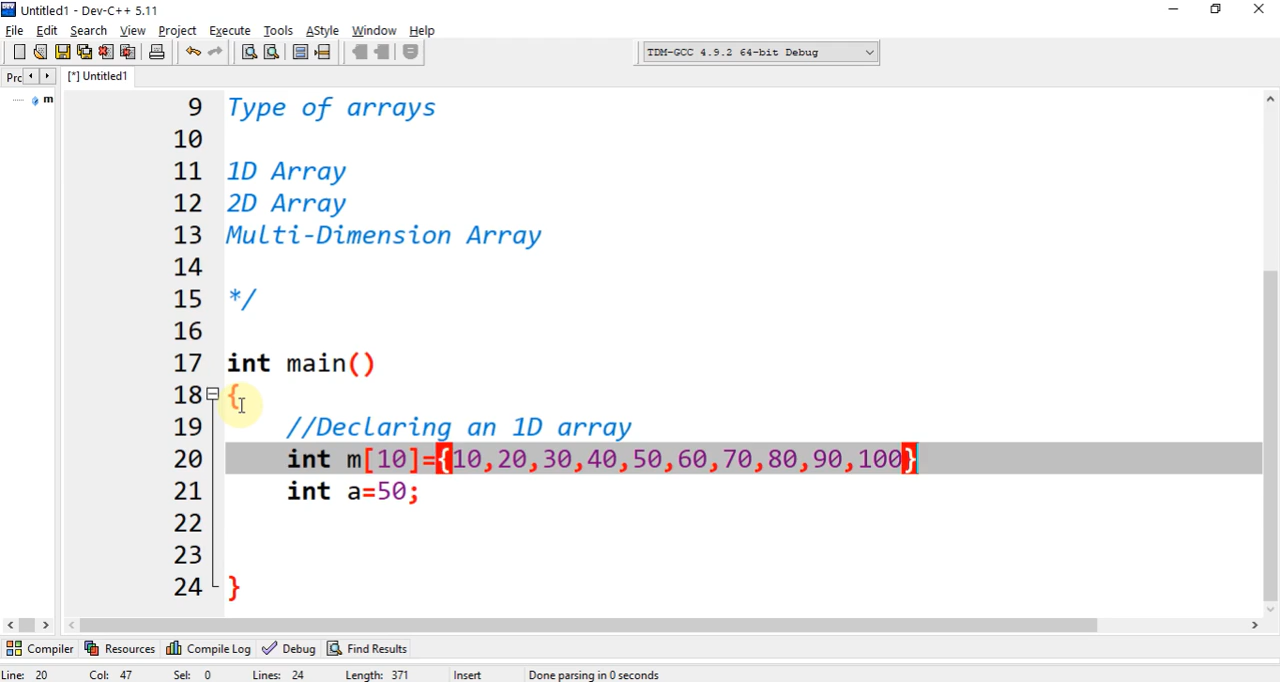 Untitled1 - Dev-C++ 5.11
File Edit Search View Project Execute Tools AStyle Window Help
TDM-GCC 4.9.2 64-bit Debug
Prc [*] Untitled1
m
9 Type of arrays
10
11 1D Array
12 2D Array
13 Multi-Dimension Array
14
15 */
16
17 int main()
18 {
19 //Declaring an 1D array
20 int m[10]={10,20,30,40,50,60,70,80,90,100}
21 int a=50;
22
23
24 }
Compiler Resources Compile Log Debug Find Results
Line: 20 Col: 47 Sel: 0 Lines: 24 Length: 371 Insert Done parsing in 0 seconds